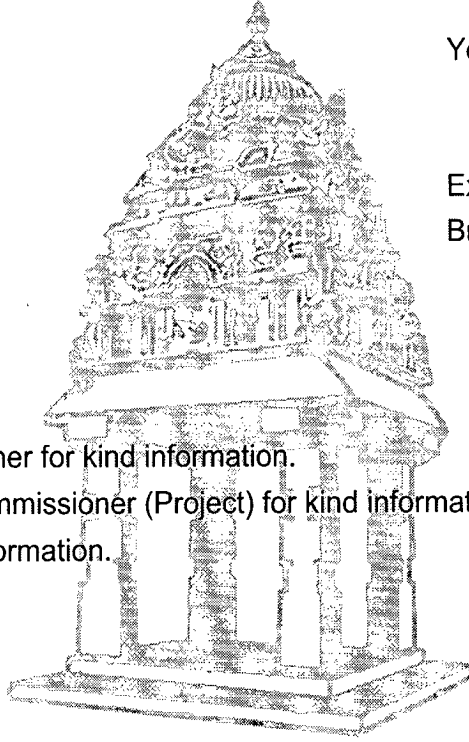 Yo
Ex
Br
ner for kind information.
mmissioner (Project) for kind informat
ormation.